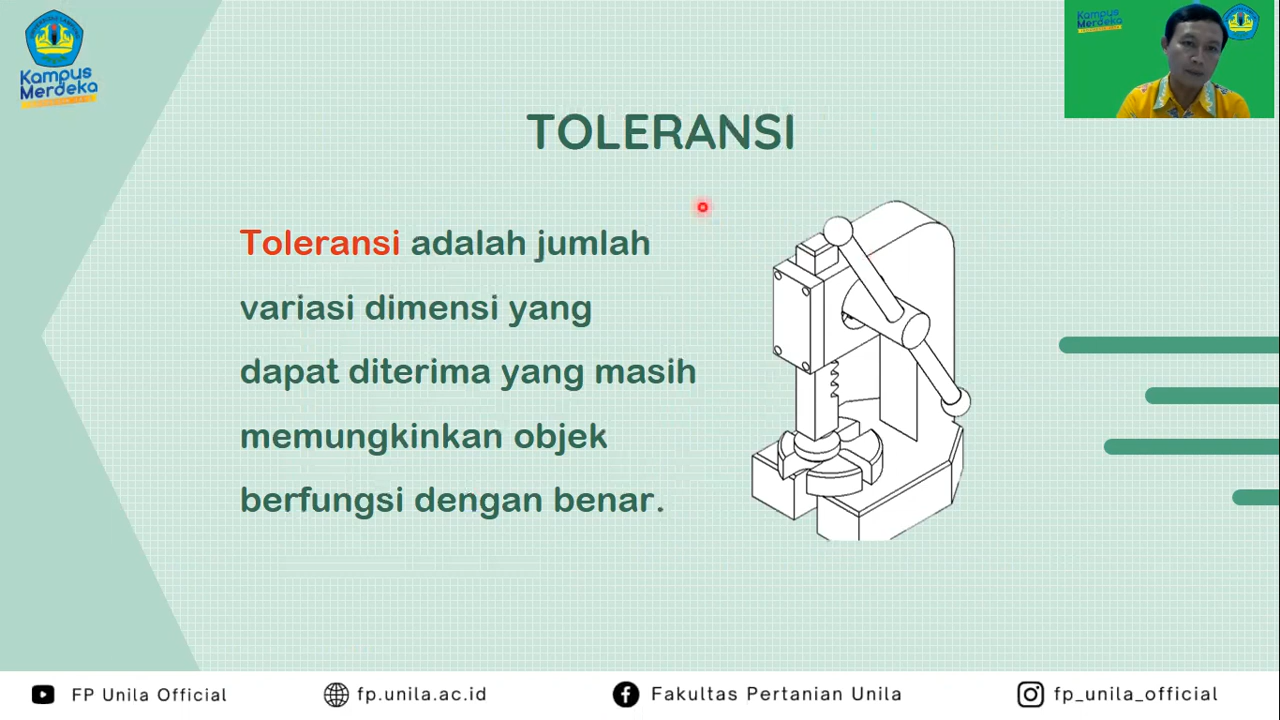 Kampus
Merdeka
Kampus
Merdeka
TOLERANSI
Toleransi adalah jumlah
variasi dimensi yang
dapat diterima yang masih
memungkinkan objek
berfungsi dengan benar.
FP Unila Official
fp.unila.ac.id
Fakultas Pertanian Unila
fp_unila_official